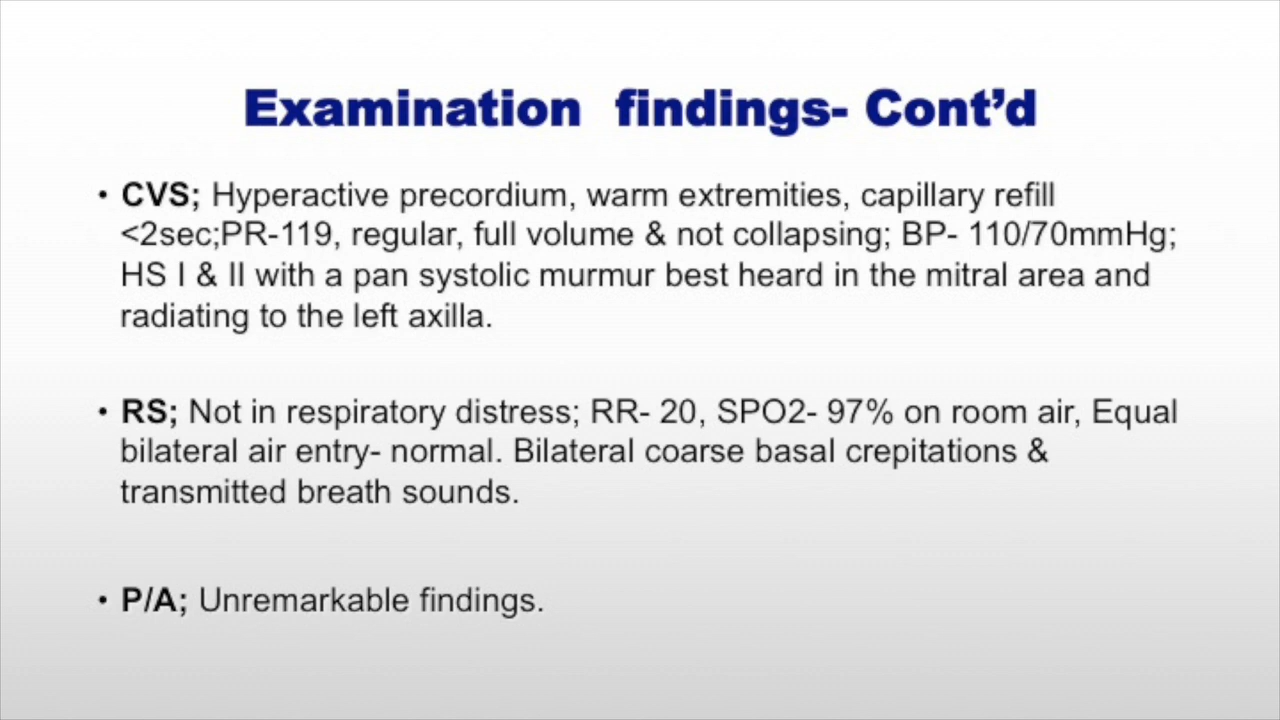 Examination findings- Cont’d
• CVS; Hyperactive precordium, warm extremities, capillary refill
<2sec;PR-119, regular, full volume & not collapsing; BP- 110/70mmHg;
HS I & II with a pan systolic murmur best heard in the mitral area and
radiating to the left axilla.
• RS; Not in respiratory distress; RR- 20, SPO2- 97% on room air, Equal
bilateral air entry- normal. Bilateral coarse basal crepitations &
transmitted breath sounds.
• P/A; Unremarkable findings.